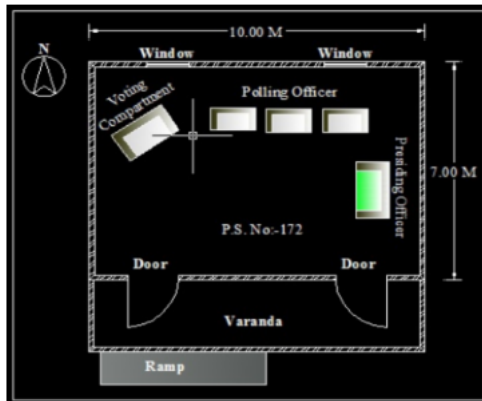 10.00 M
N
Window
Window
Voting
Compartment
Polling Officer
Presiding Officer
7.00 M
P.S. No:-172
Door
Door
Varanda
Ramp